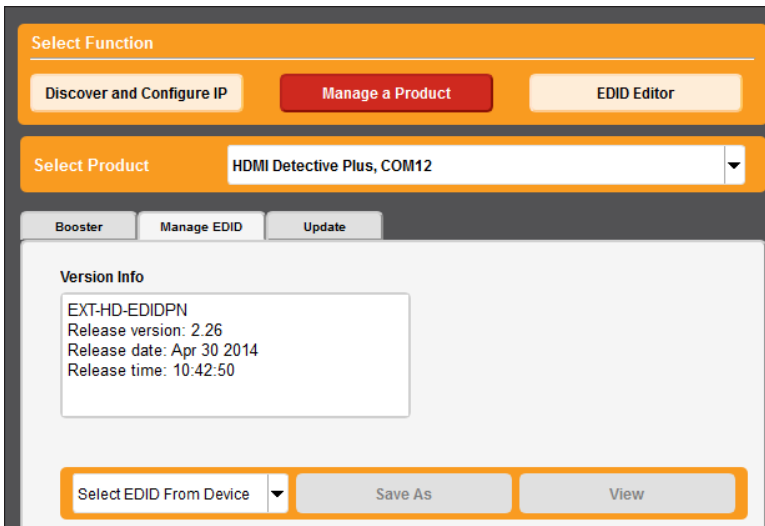 Select Function
Discover and Configure IP
Manage a Product
EDID Editor
Select Product
HDMI Detective Plus, COM12
Booster
Manage EDID
Update
Version Info
EXT-HD-EDIDPN
Release version: 2.26
Release date: Apr 30 2014
Release time: 10:42:50
Select EDID From Device
Save As
View